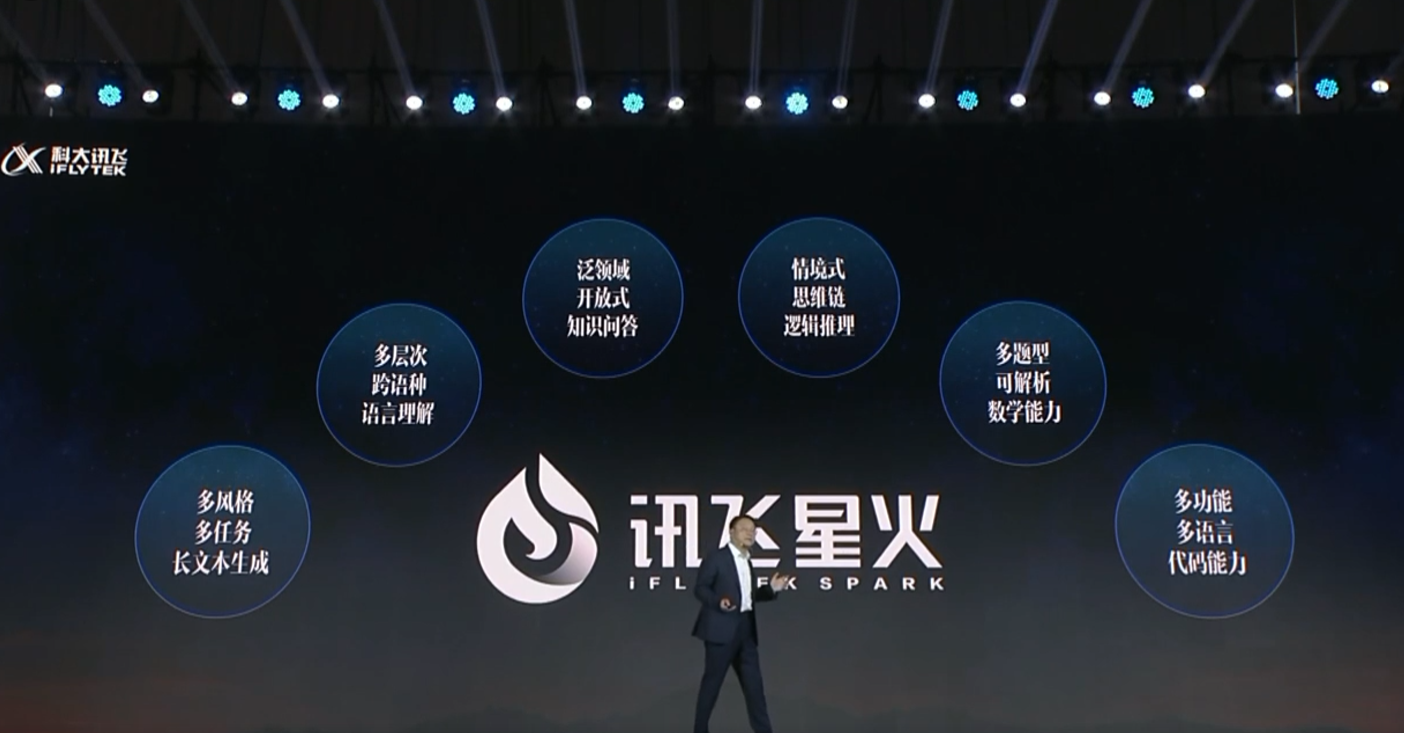 科大讯飞
iFLYTEK
泛领域
开放式
知识问答
情境式
思维链
逻辑推理
多层次
跨语种
语言理解
多题型
可解析
数学能力
多风格
多任务
长文本生成
多功能
多语言
代码能力
讯飞星火
iFL EK SPARK